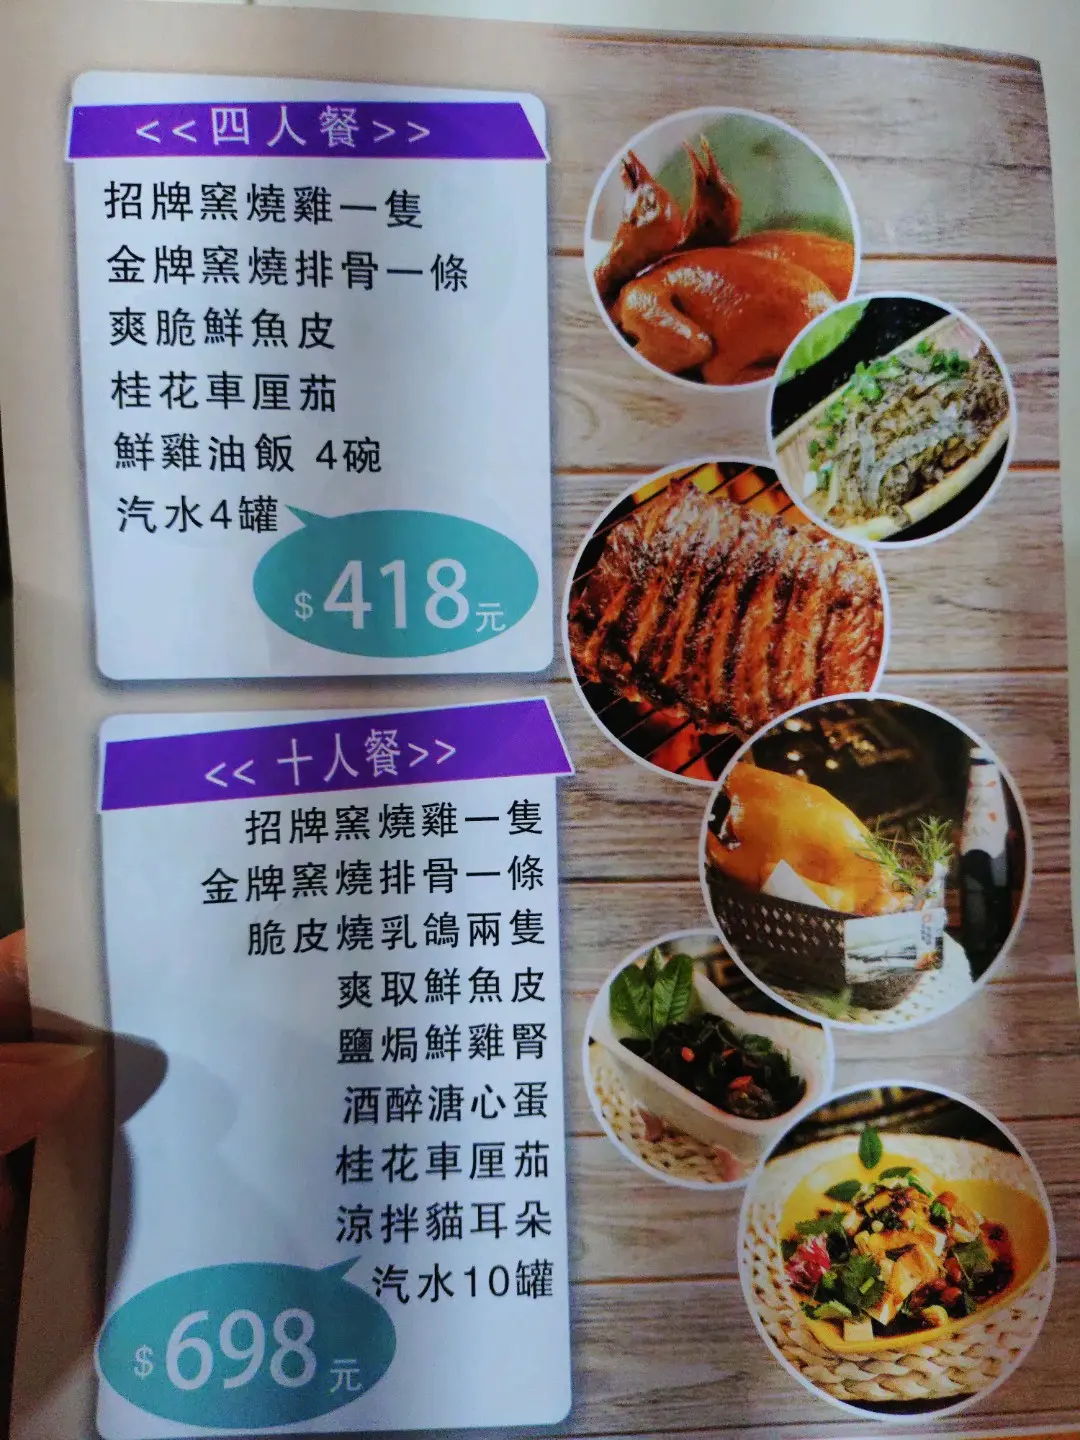 <<四人餐>>
招牌窯燒雞一隻
金牌窯燒排骨一條
爽脆鮮魚皮
桂花車厘茄
鮮雞油飯 4碗
汽水4罐
$418元
<<十人餐>>
招牌窯燒雞一隻
金牌窯燒排骨一條
脆皮燒乳鴿兩隻
爽取鮮魚皮
鹽焗鮮雞腎
酒醉溏心蛋
桂花車厘茄
涼拌貓耳朵
汽水10罐
$698元